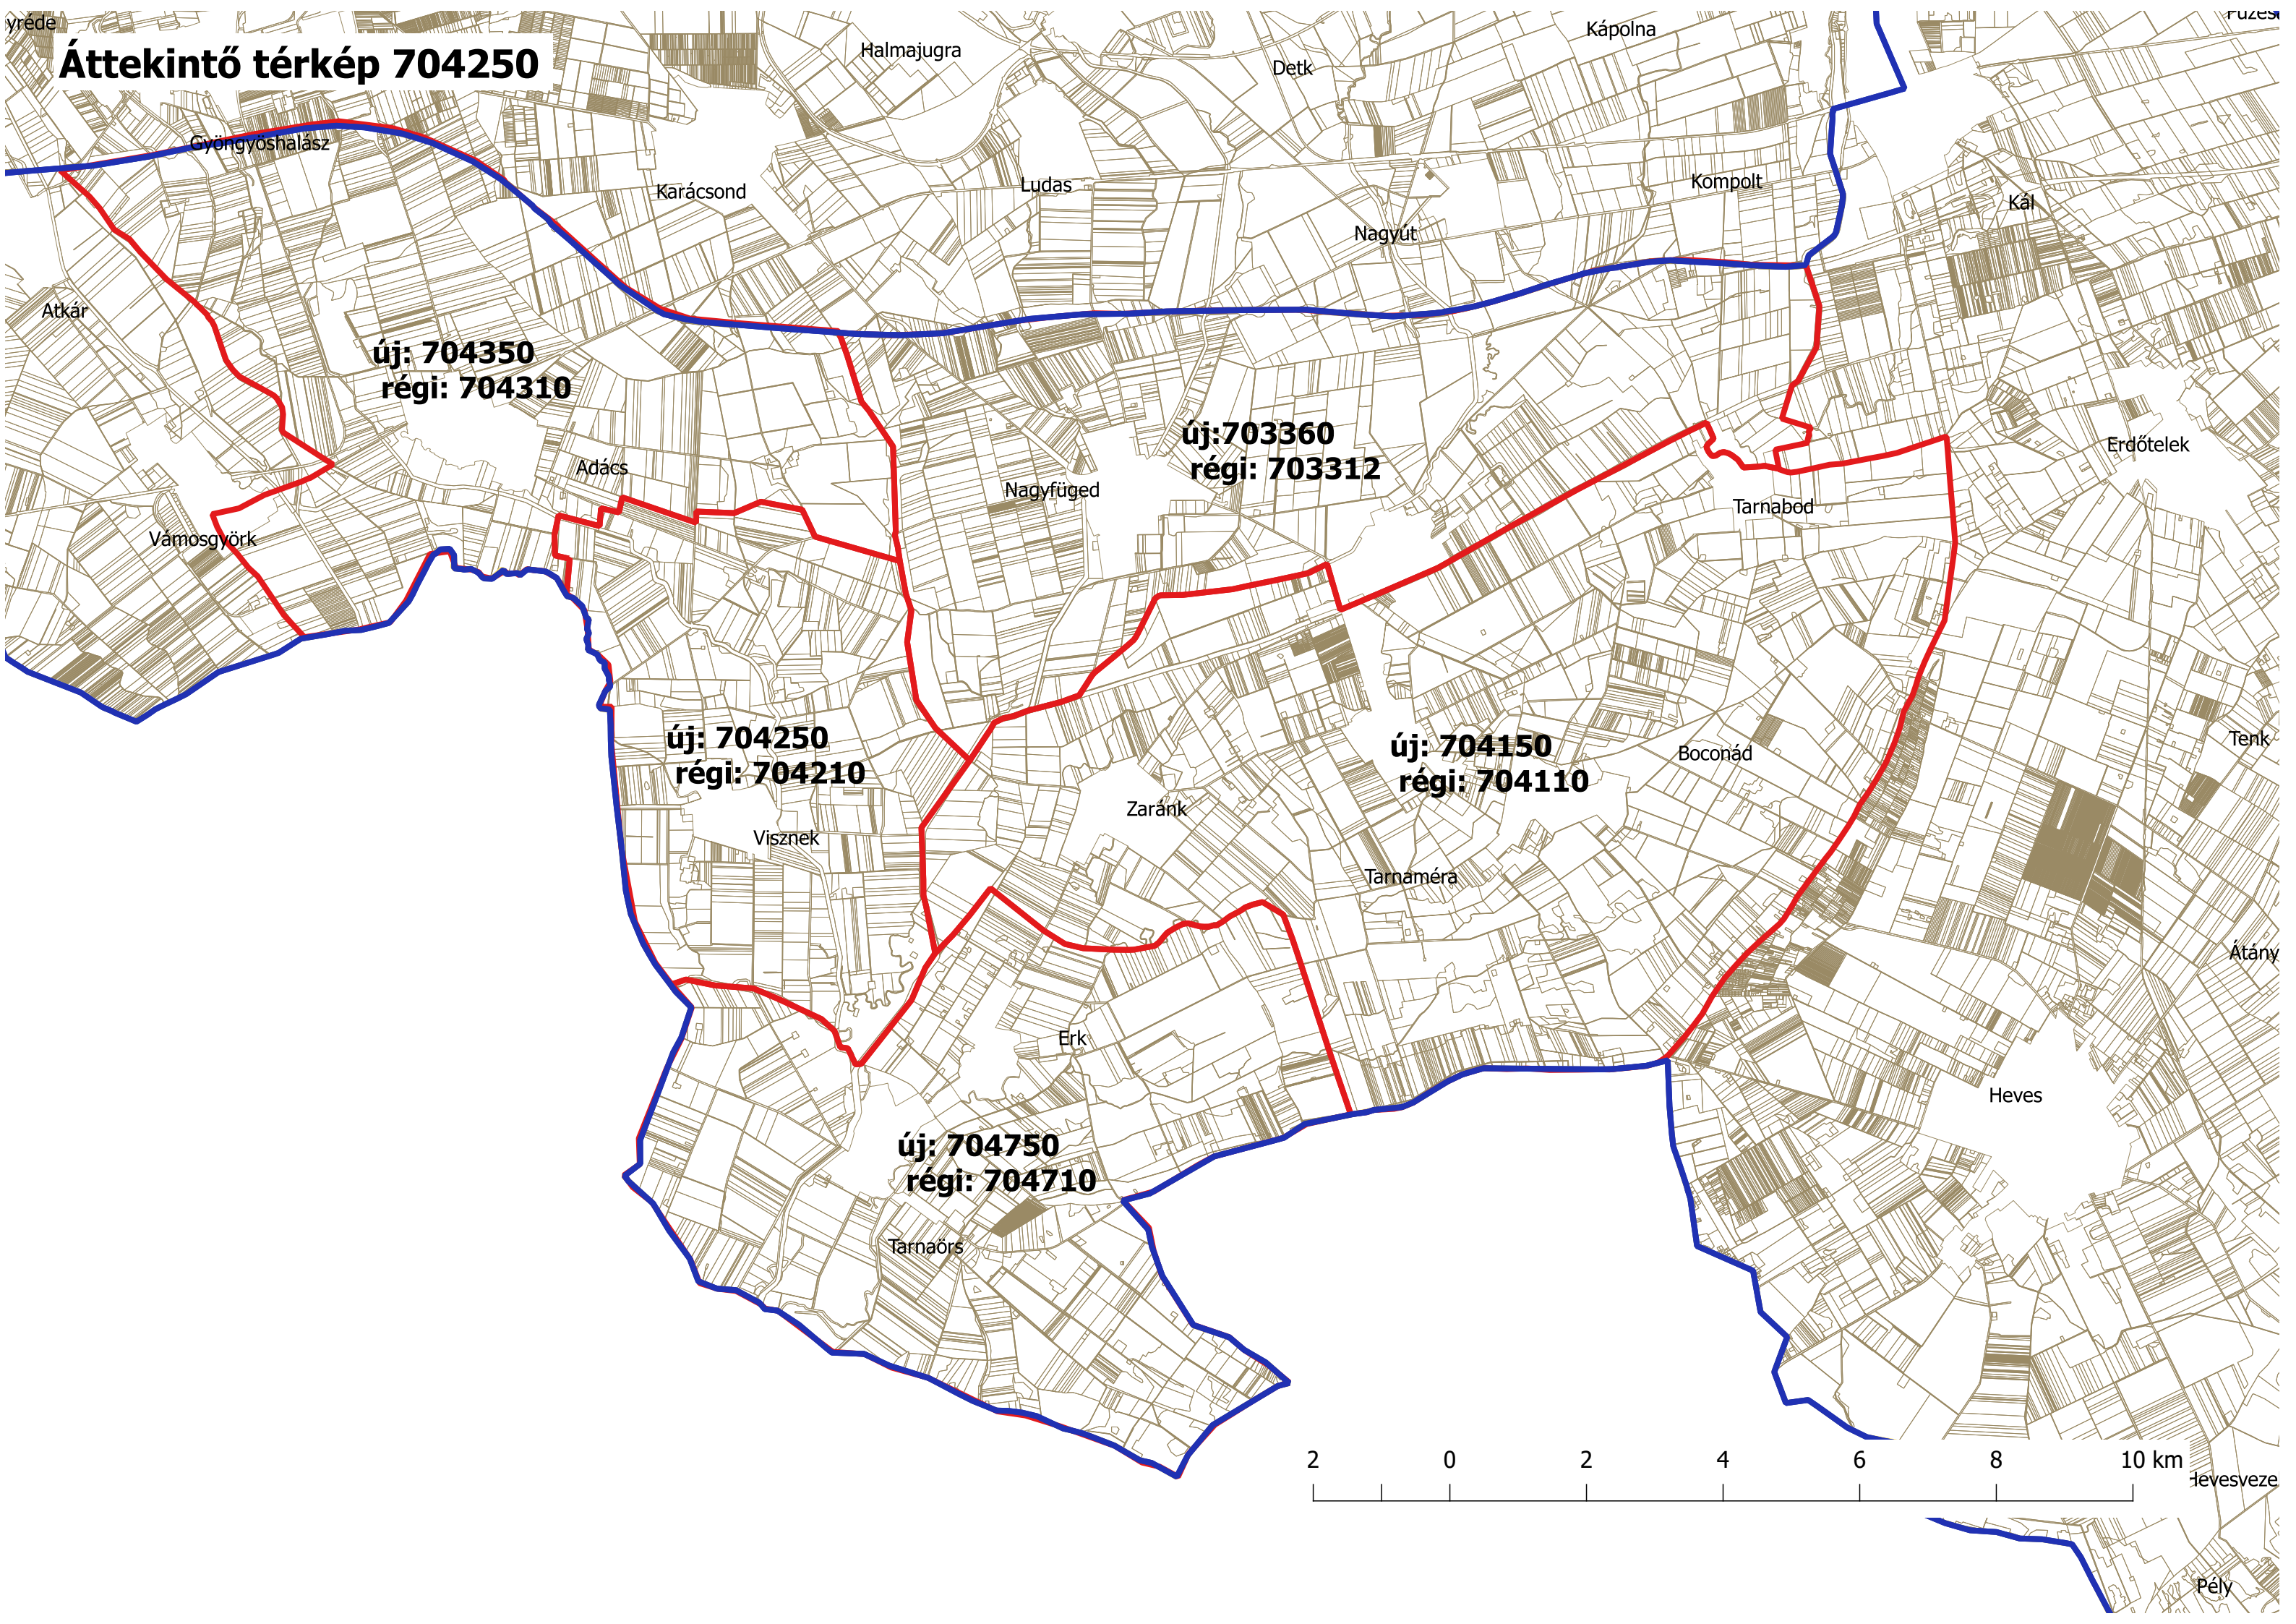 yréde
Áttekintő térkép 704250
Halmajugra
Detk
Kápolna
Gyöngyöshalász
Karácsond
Ludas
Nagyút
Kompolt
Kál
Atkár
új: 704350
régi: 704310
új:703360
régi: 703312
Erdőtelek
Adács
Nagyfüged
Tarnabod
Vámosgyörk
új: 704250
régi: 704210
új: 704150
régi: 704110
Boconád
Tenk
Zaránk
Visznek
Tarnaméra
Átány
Erk
Heves
új: 704750
régi: 704710
Tarnaörs
2 0 2 4 6 8 10 km
Hevesveze
Pély